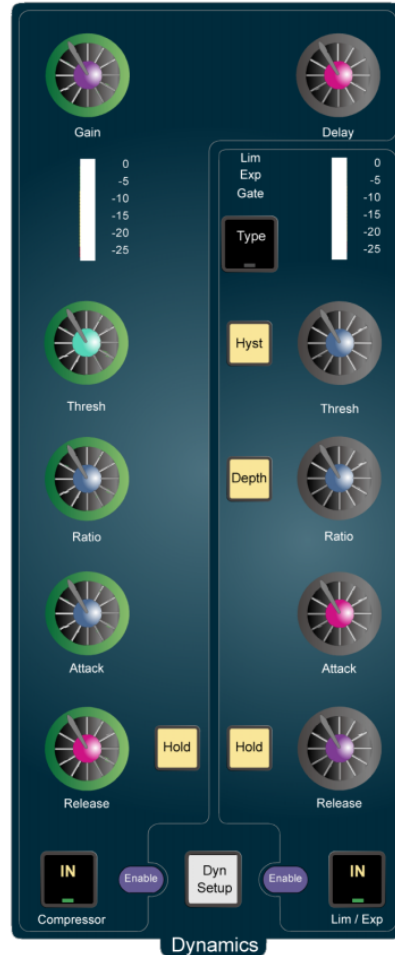 Gain
Delay
0
-5
-10
-15
-20
-25
Lim
Exp
Gate
Type
0
-5
-10
-15
-20
-25
Thresh
Hyst
Thresh
Ratio
Depth
Ratio
Attack
Attack
Release
Hold
Hold
Release
IN
Compressor
Enable
Dyn
Setup
Enable
IN
Lim / Exp
Dynamics